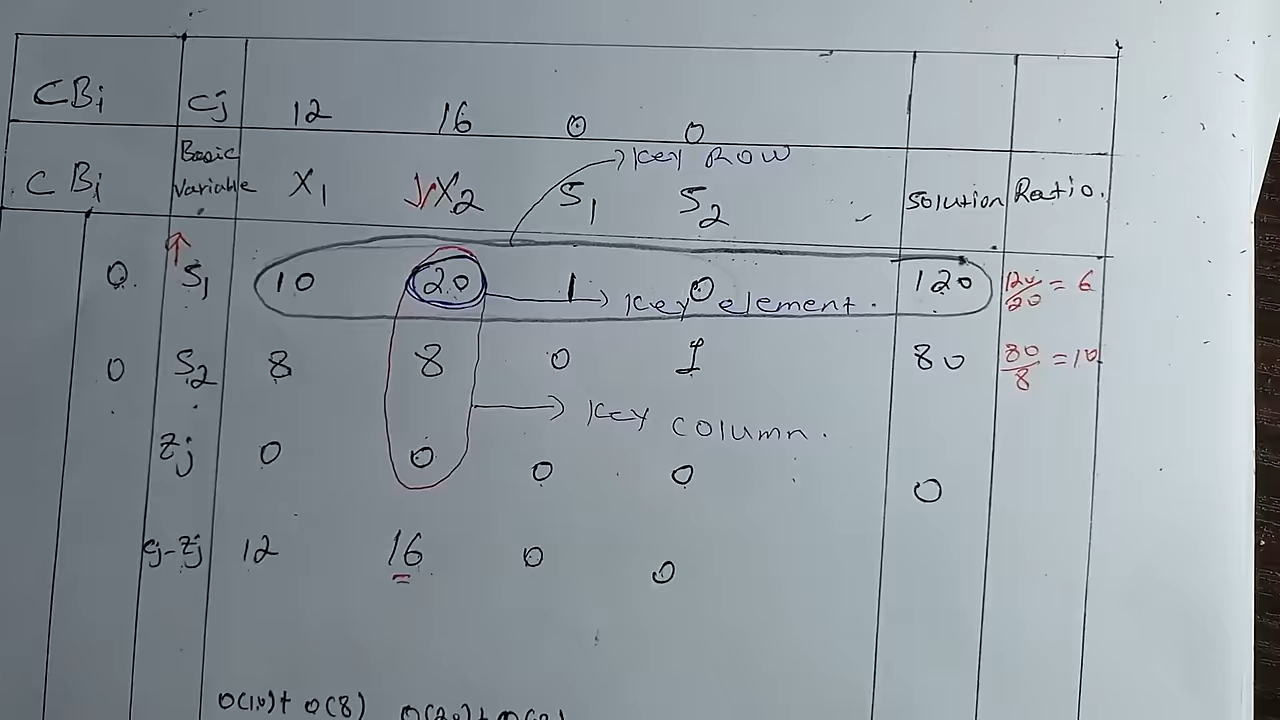 CBi Cj 12 16 0 0
Key Row
CBi Basic Variable X1 X2 S1 S2 Solution Ratio.
0. S1 10 20 1 0 120 120/20 = 6
Key element.
0 S2 8 8 0 1 80 80/8 = 10
Key column.
Zj 0 0 0 0 0
Cj-Zj 12 16 0 0
0(10)+ 0(8)